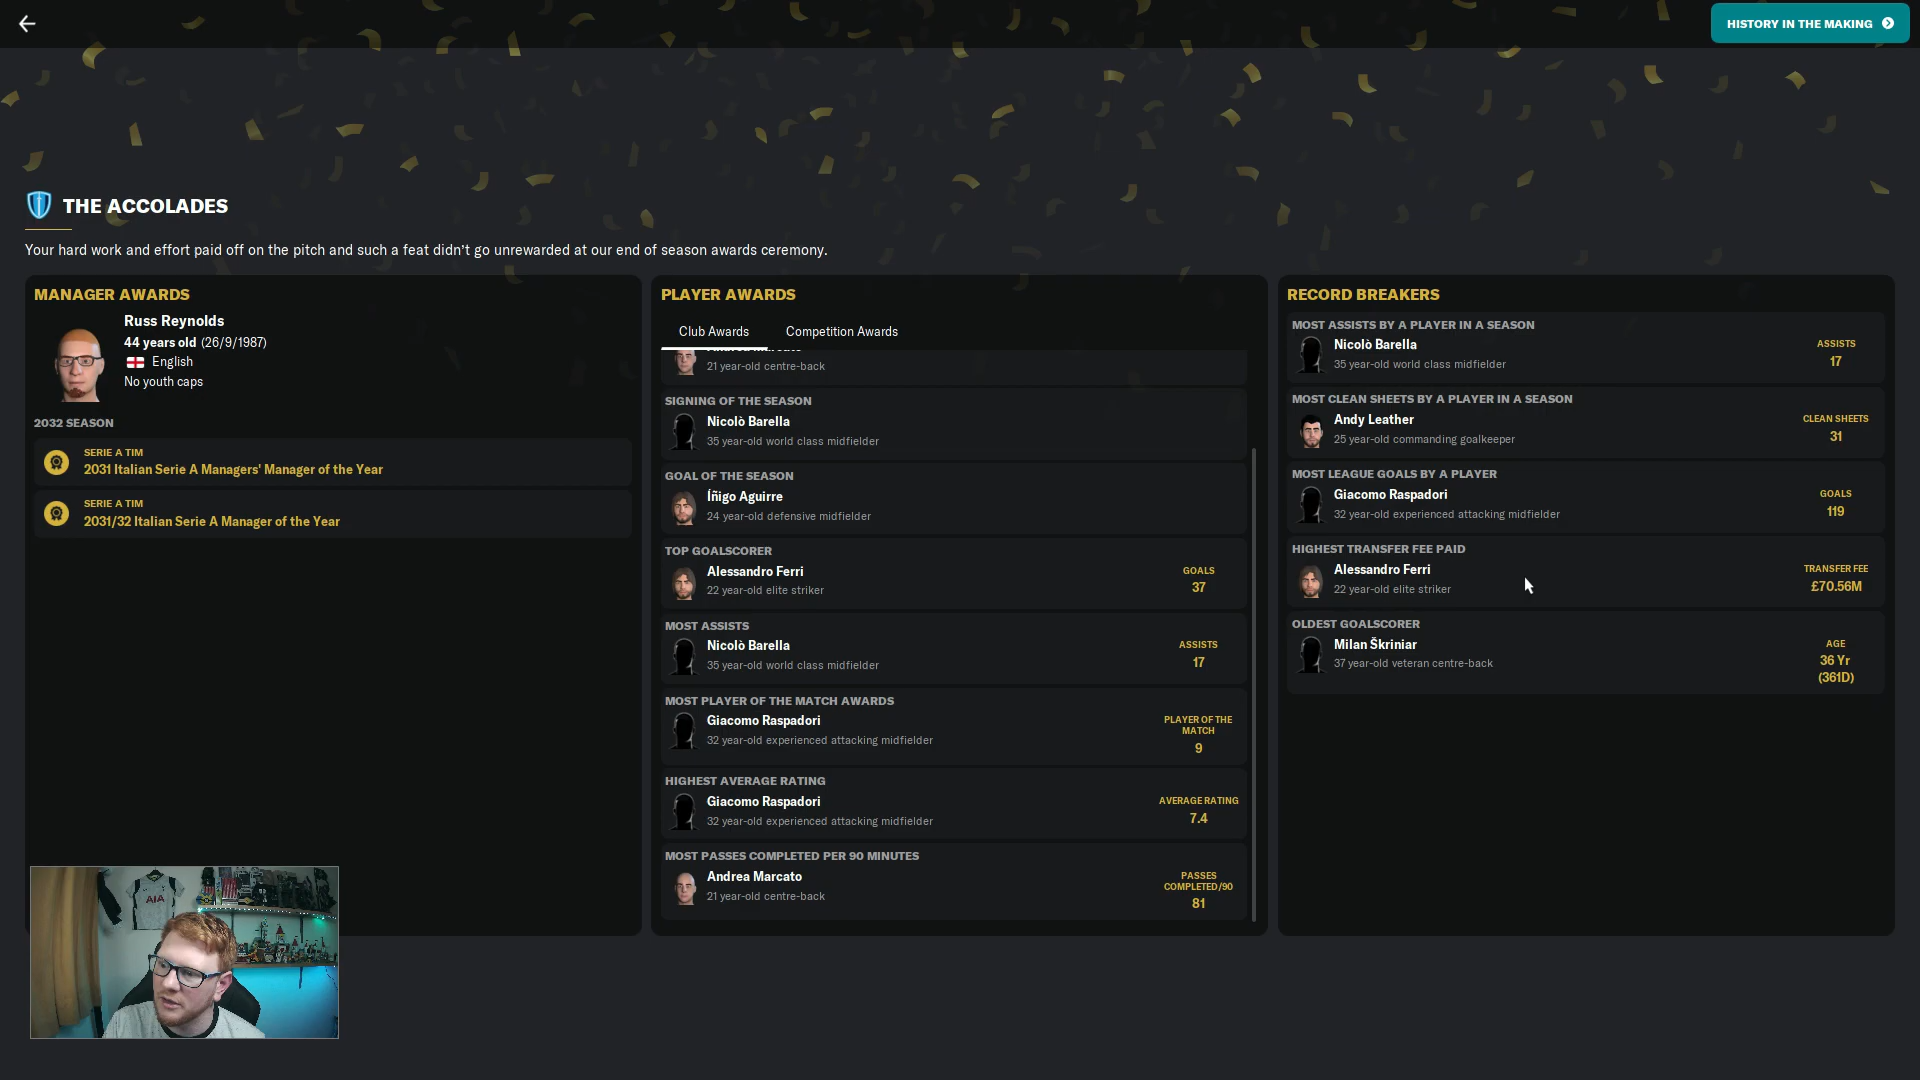 HISTORY IN THE MAKING
THE ACCOLADES
Your hard work and effort paid off on the pitch and such a feat didn't go unrewarded at our end of season awards ceremony.
MANAGER AWARDS
Russ Reynolds
44 years old (26/9/1987)
English
No youth caps
2032 SEASON
SERIE A TIM
2031 Italian Serie A Managers' Manager of the Year
SERIE A TIM
2031/32 Italian Serie A Manager of the Year
PLAYER AWARDS
Club Awards
Competition Awards
21 year-old centre-back
SIGNING OF THE SEASON
Nicolò Barella
35 year-old world class midfielder
GOAL OF THE SEASON
Íñigo Aguirre
24 year-old defensive midfielder
TOP GOALSCORER
Alessandro Ferri
22 year-old elite striker
GOALS
37
MOST ASSISTS
Nicolò Barella
35 year-old world class midfielder
ASSISTS
17
MOST PLAYER OF THE MATCH AWARDS
Giacomo Raspadori
32 year-old experienced attacking midfielder
PLAYER OF THE
MATCH
9
HIGHEST AVERAGE RATING
Giacomo Raspadori
32 year-old experienced attacking midfielder
AVERAGE RATING
7.4
MOST PASSES COMPLETED PER 90 MINUTES
Andrea Marcato
21 year-old centre-back
PASSES
COMPLETED/90
81
RECORD BREAKERS
MOST ASSISTS BY A PLAYER IN A SEASON
Nicolò Barella
35 year-old world class midfielder
ASSISTS
17
MOST CLEAN SHEETS BY A PLAYER IN A SEASON
Andy Leather
25 year-old commanding goalkeeper
CLEAN SHEETS
31
MOST LEAGUE GOALS BY A PLAYER
Giacomo Raspadori
32 year-old experienced attacking midfielder
GOALS
119
HIGHEST TRANSFER FEE PAID
Alessandro Ferri
22 year-old elite striker
TRANSFER FEE
£70.56M
OLDEST GOALSCORER
Milan Škriniar
37 year-old veteran centre-back
AGE
36 Yr
(361D)
AIA